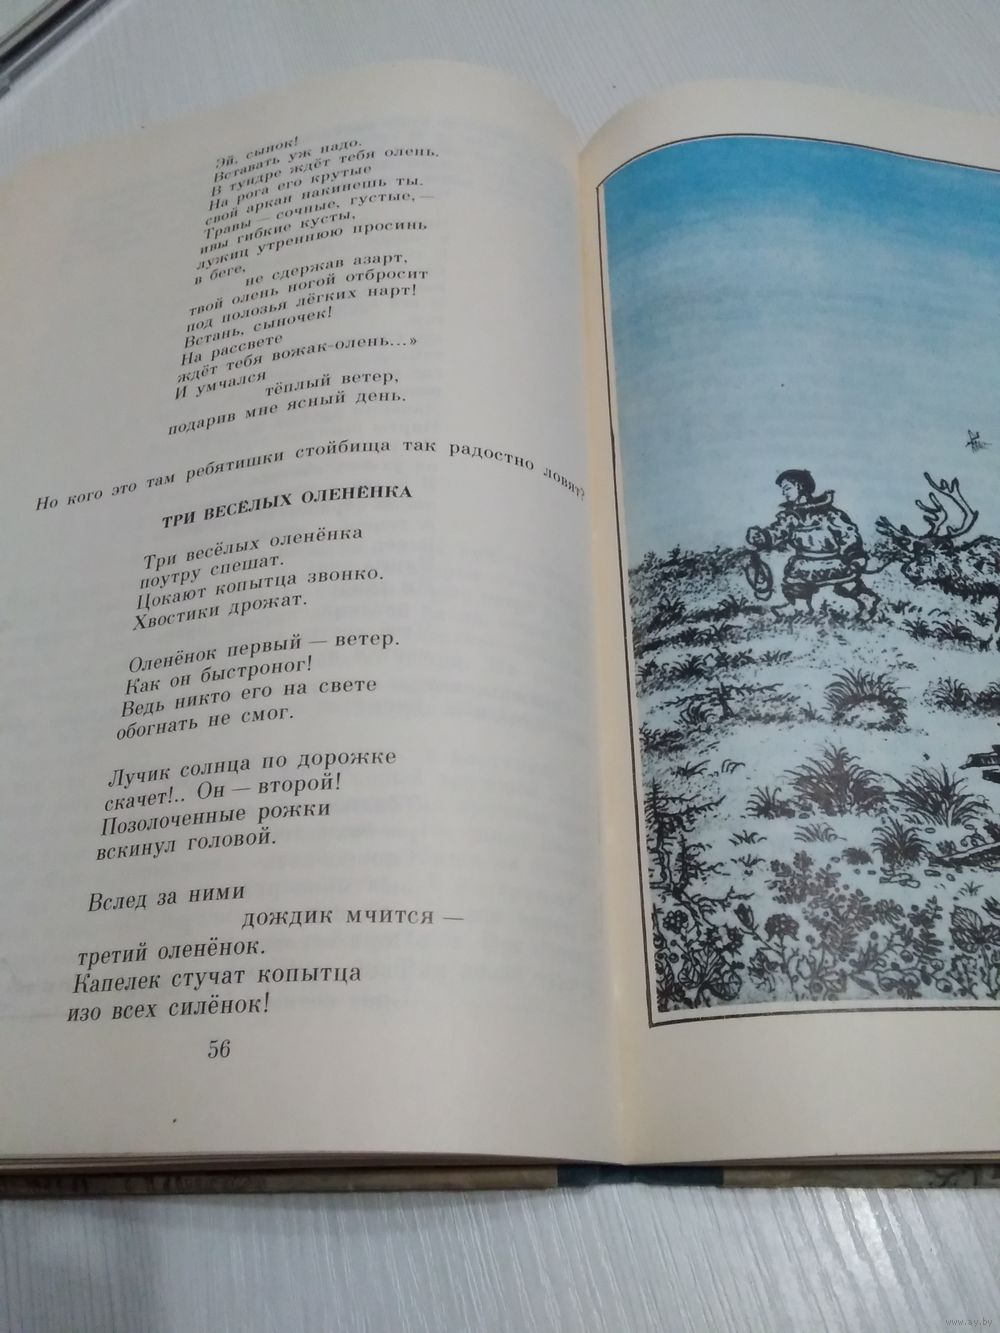 Эй, сынок!
Вставать уж надо.
В тундре ждёт тебя олень.
На рога его крутые
свой аркан накинешь ты.
Травы — сочные, густые, —
ивы гибкие кусты,
лужиц утреннюю просинь
в беге,
не сдержав азарт,
твой олень ногой отбросит
под полозья лёгких нарт!
Встань, сыночек!
На рассвете
ждёт тебя вожак-олень...»
И умчался
тёплый ветер,
подарив мне ясный день.
Но кого это там ребятишки стойбища так радостно ловят?
ТРИ ВЕСЁЛЫХ ОЛЕНЁНКА
Три весёлых оленёнка
поутру спешат.
Цокают копытца звонко.
Хвостики дрожат.
Оленёнок первый — ветер.
Как он быстроног!
Ведь никто его на свете
обогнать не смог.
Лучик солнца по дорожке
скачет!.. Он — второй!
Позолоченные рожки
вскинул головой.
Вслед за ними
дождик мчится —
третий оленёнок.
Капелек стучат копытца
изо всех силёнок!
56
www.ay.by